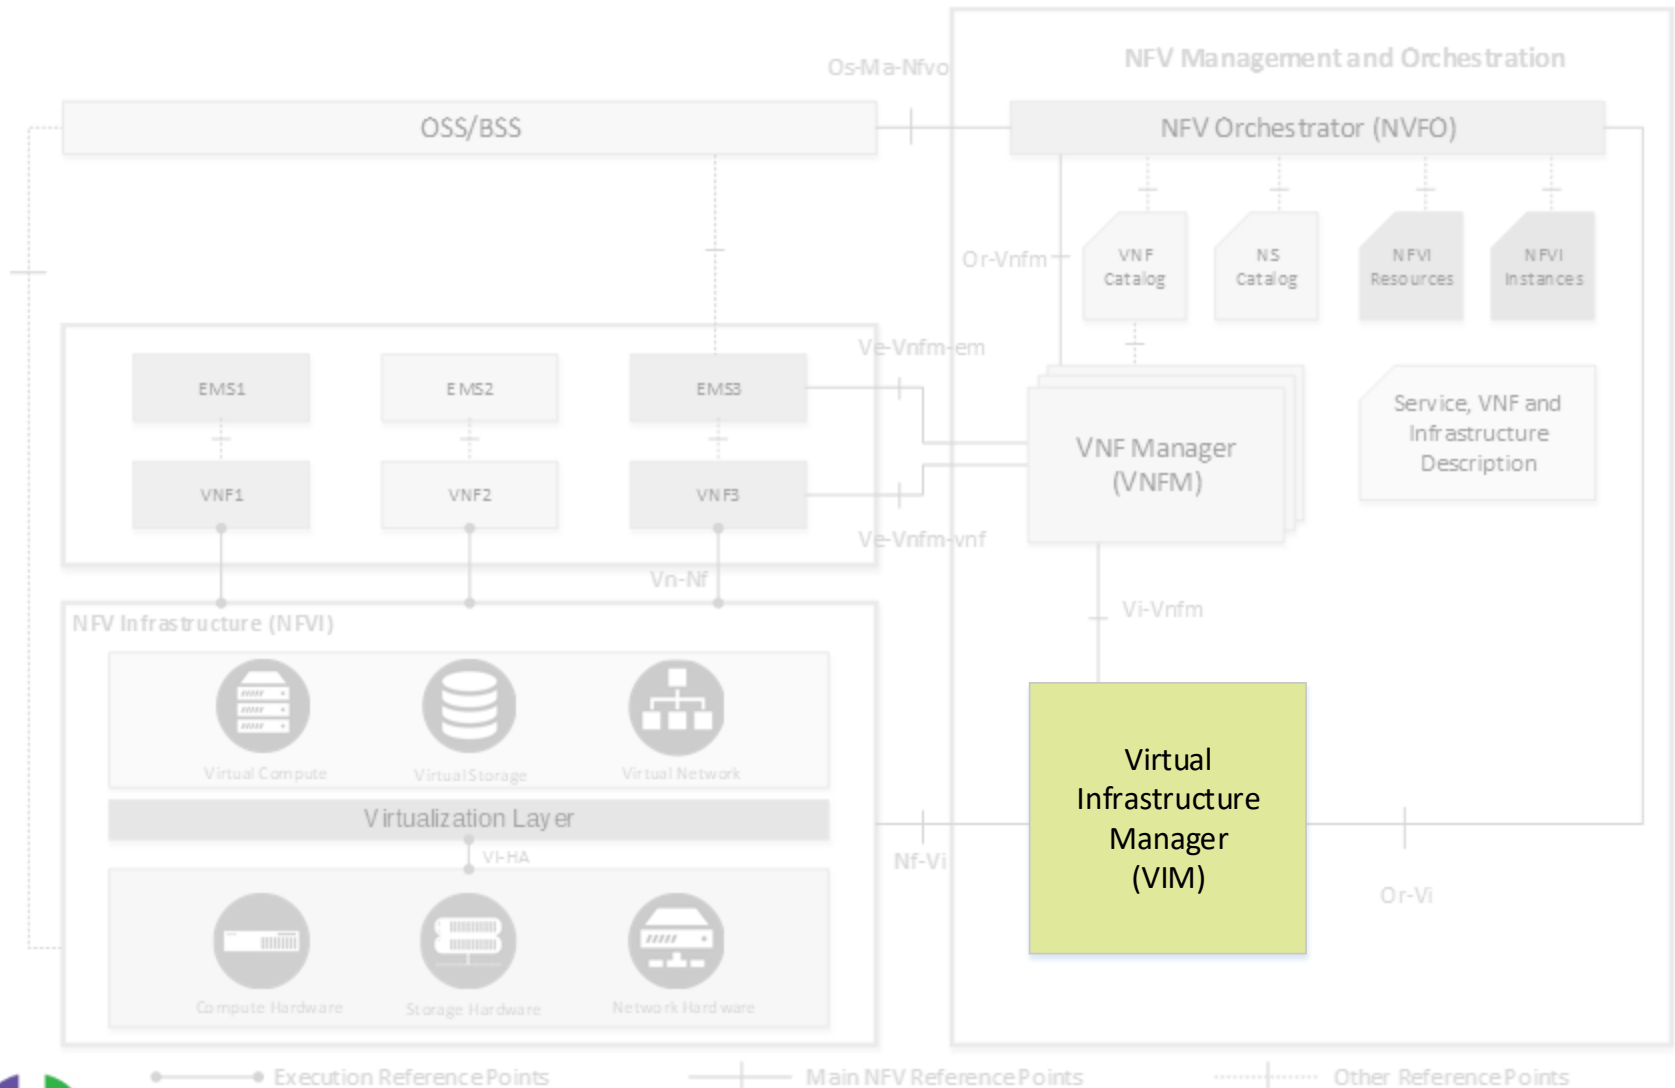 NFV Management and Orchestration
Os-Ma-Nfvo
OSS/BSS
NFV Orchestrator (NVFO)
Or-Vnfm
VNF
Catalog
NS
Catalog
NFVI
Resources
NFVI
Instances
Ve-Vnfm-em
EMS1
EMS2
EMS3
VNF1
VNF2
VNF3
VNF Manager
(VNFM)
Service, VNF and
Infrastructure
Description
Ve-Vnfm-vnf
Vn-Nf
Vi-Vnfm
NFV Infrastructure (NFVI)
Virtual Compute
Virtual Storage
Virtual Network
Virtualization Layer
VI-HA
Nf-Vi
Virtual
Infrastructure
Manager
(VIM)
Or-Vi
Compute Hardware
Storage Hardware
Network Hardware
Execution Reference Points
Main NFV Reference Points
Other Reference Points